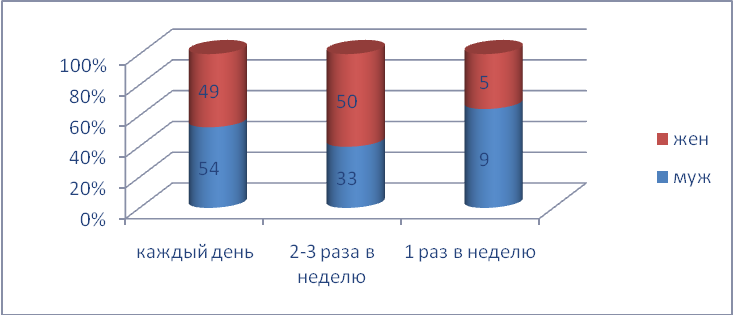 100%
80%
60%
40%
20%
0%
49
50
5
54
33
9
каждый день
2-3 раза в
неделю
1 раз в неделю
жен
муж